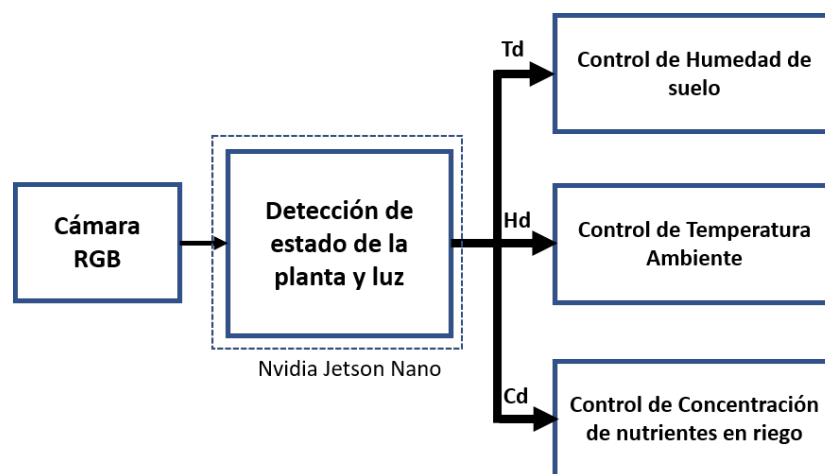 Cámara
RGB
Detección de
estado de la
planta y luz
Nvidia Jetson Nano
Td
Control de Humedad de
suelo
Hd
Control de Temperatura
Ambiente
Cd
Control de Concentración
de nutrientes en riego